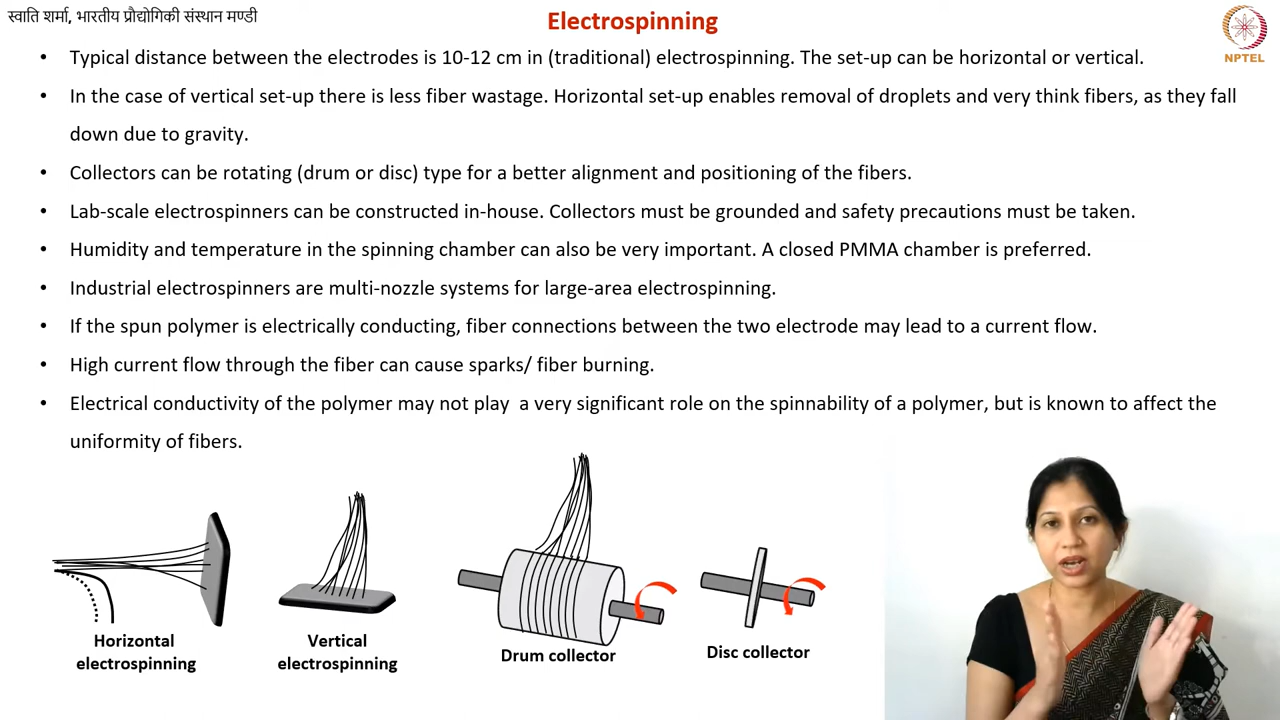 स्वाति शर्मा, भारतीय प्रौद्योगिकी संस्थान मण्डी
Electrospinning
NPTEL
• Typical distance between the electrodes is 10-12 cm in (traditional) electrospinning. The set-up can be horizontal or vertical.
• In the case of vertical set-up there is less fiber wastage. Horizontal set-up enables removal of droplets and very think fibers, as they fall
down due to gravity.
• Collectors can be rotating (drum or disc) type for a better alignment and positioning of the fibers.
• Lab-scale electrospinners can be constructed in-house. Collectors must be grounded and safety precautions must be taken.
• Humidity and temperature in the spinning chamber can also be very important. A closed PMMA chamber is preferred.
• Industrial electrospinners are multi-nozzle systems for large-area electrospinning.
• If the spun polymer is electrically conducting, fiber connections between the two electrode may lead to a current flow.
• High current flow through the fiber can cause sparks/ fiber burning.
• Electrical conductivity of the polymer may not play a very significant role on the spinnability of a polymer, but is known to affect the
uniformity of fibers.
Horizontal
electrospinning
Vertical
electrospinning
Drum collector
Disc collector